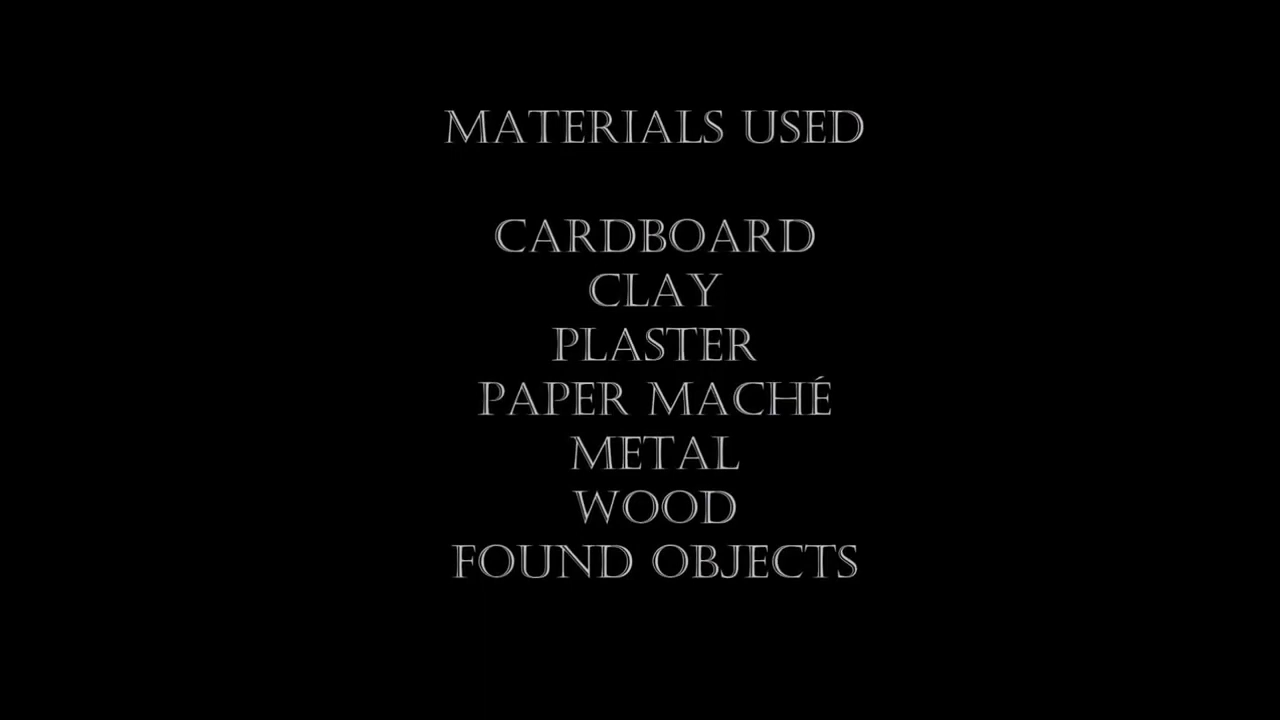 MATERIALS USED
CARDBOARD
CLAY
PLASTER
PAPER MACHÉ
METAL
WOOD
FOUND OBJECTS